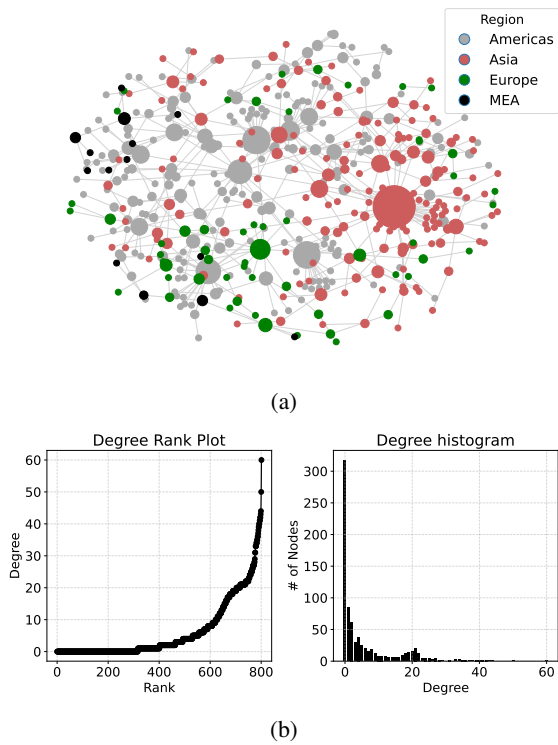 Region
Americas
Asia
Europe
MEA
(a)
Degree Rank Plot
60
50
40
30
20
10
0
Degree
0 200 400 600 800
Rank
Degree histogram
300
250
200
150
100
50
0
# of Nodes
0 20 40 60
Degree
(b)